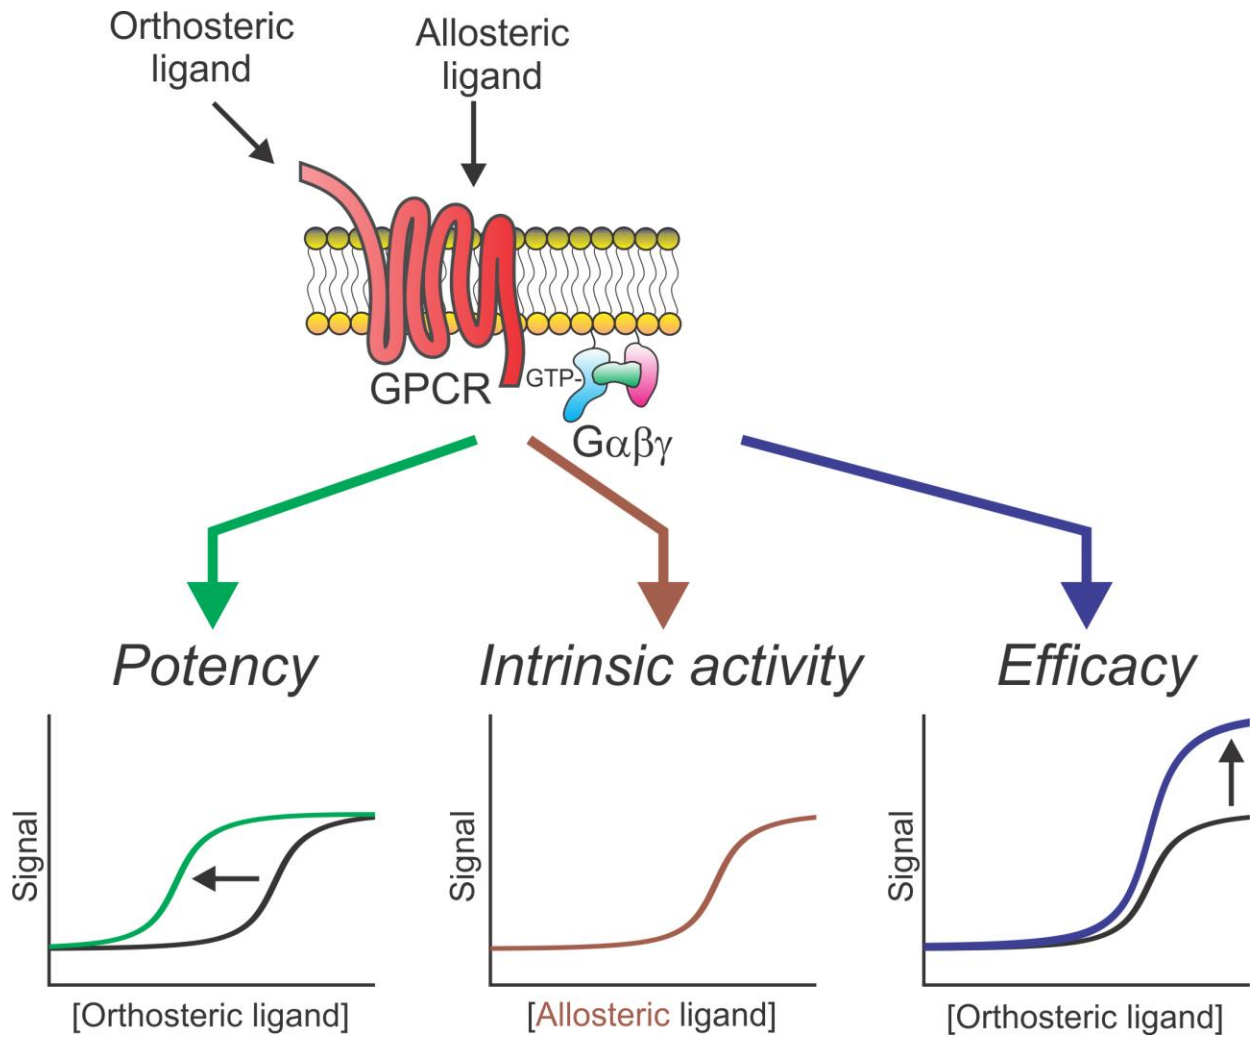 Orthosteric
ligand
Allosteric
ligand
GPCR
GTP-
Gαβγ
Potency
Intrinsic activity
Efficacy
Signal
[Orthosteric ligand]
Signal
[Allosteric ligand]
Signal
[Orthosteric ligand]